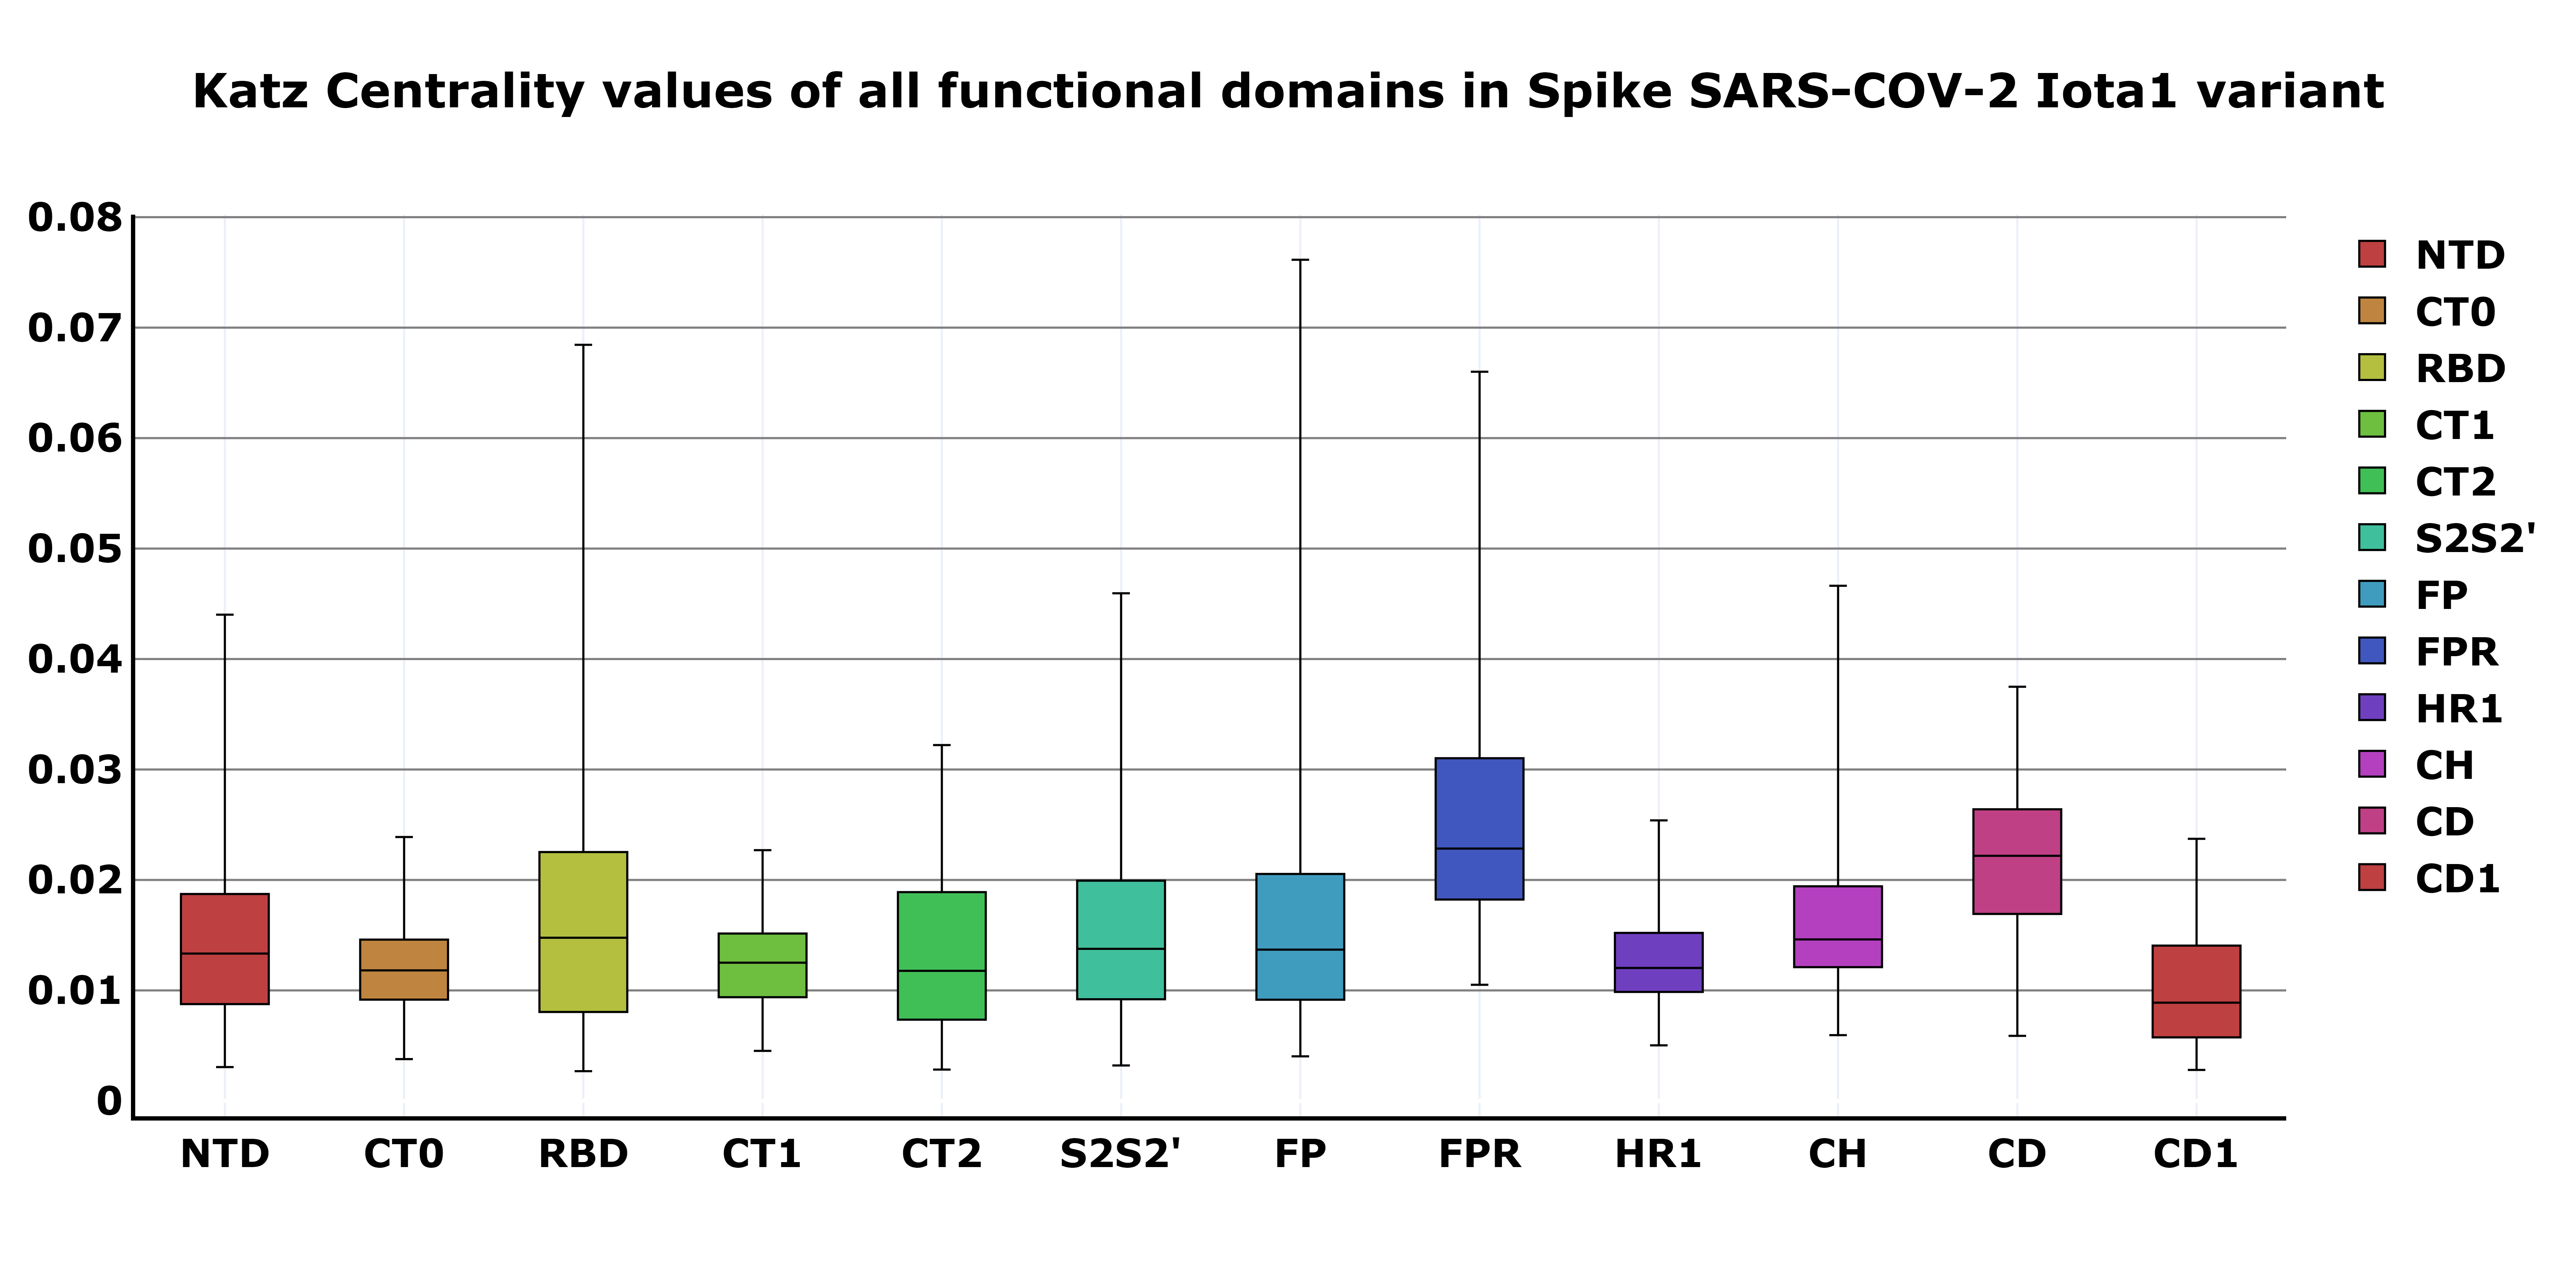 Katz Centrality values of all functional domains in Spike SARS-COV-2 Iota1 variant
0.08
0.07
0.06
0.05
0.04
0.03
0.02
0.01
0
NTD CT0 RBD CT1 CT2 S2S2' FP FPR HR1 CH CD CD1
NTD
CT0
RBD
CT1
CT2
S2S2'
FP
FPR
HR1
CH
CD
CD1